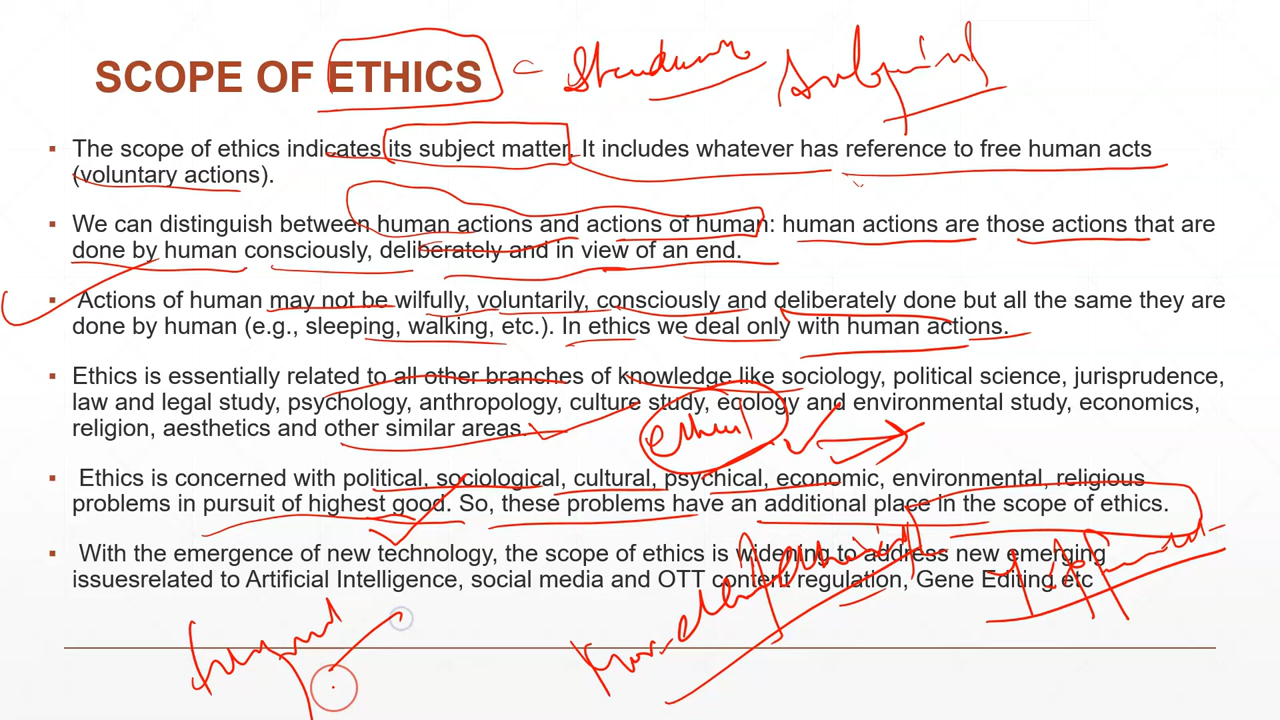 SCOPE OF ETHICS
▪ The scope of ethics indicates its subject matter. It includes whatever has reference to free human acts
(voluntary actions).
▪ We can distinguish between human actions and actions of human: human actions are those actions that are
done by human consciously, deliberately and in view of an end.
▪ Actions of human may not be wilfully, voluntarily, consciously and deliberately done but all the same they are
done by human (e.g., sleeping, walking, etc.). In ethics we deal only with human actions.
▪ Ethics is essentially related to all other branches of knowledge like sociology, political science, jurisprudence,
law and legal study, psychology, anthropology, culture study, ecology and environmental study, economics,
religion, aesthetics and other similar areas.
▪ Ethics is concerned with political, sociological, cultural, psychical, economic, environmental, religious
problems in pursuit of highest good. So, these problems have an additional place in the scope of ethics.
▪ With the emergence of new technology, the scope of ethics is widening to address new emerging
issuesrelated to Artificial Intelligence, social media and OTT content regulation, Gene Editing etc